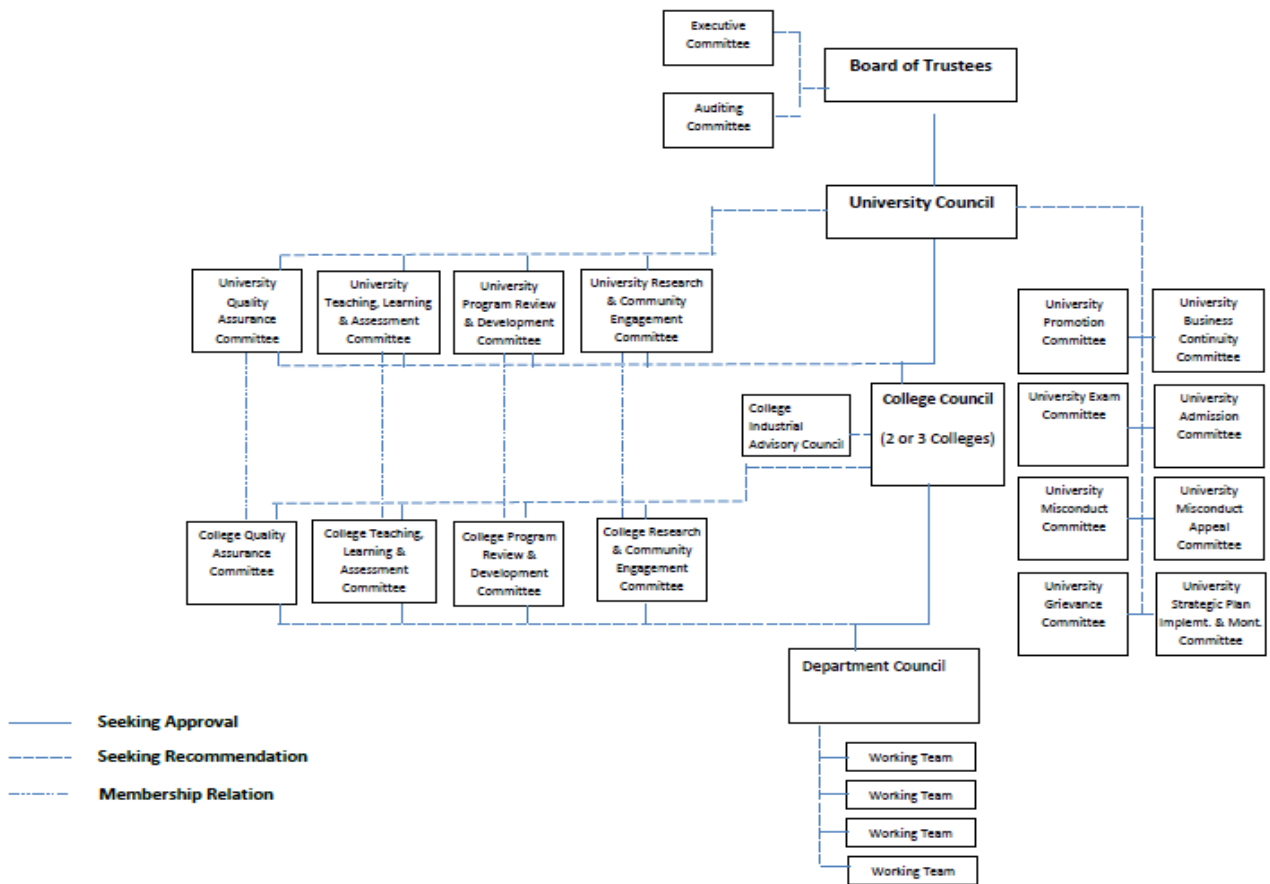 Executive
Committee
Board of Trustees
Auditing
Committee
University Council
University
Quality
Assurance
Committee
University
Teaching, Learning
& Assessment
Committee
University
Program Review
& Development
Committee
University Research
& Community
Engagement
Committee
University
Promotion
Committee
University
Business
Continuity
Committee
College Council
(2 or 3 Colleges)
College
Industrial
Advisory Council
University Exam
Committee
University
Admission
Committee
University
Misconduct
Committee
University
Misconduct
Appeal
Committee
College Quality
Assurance
Committee
College Teaching,
Learning &
Assessment
Committee
College Program
Review &
Development
Committee
College Research
& Community
Engagement
Committee
University
Grievance
Committee
University
Strategic Plan
Implemt. & Mont.
Committee
Department Council
Seeking Approval
Seeking Recommendation
Membership Relation
Working Team
Working Team
Working Team
Working Team